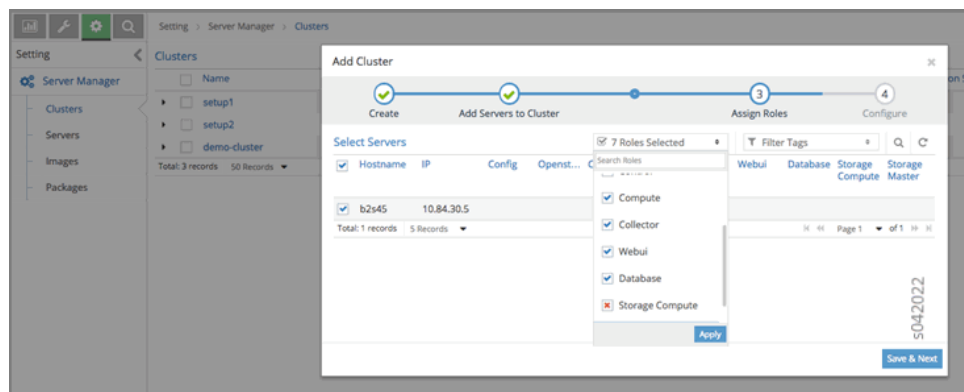 Setting > Server Manager > Clusters
Setting
Server Manager
Clusters
Servers
Images
Packages
Clusters
Name
setup1
setup2
demo-cluster
Total: 3 records 50 Records
on S
Add Cluster
Create
Add Servers to Cluster
3
Assign Roles
4
Configure
Select Servers
7 Roles Selected
Filter Tags
Hostname IP Config Openst... C Webui Database Storage Compute Storage Master
Search Roles
Control
Compute
Collector
Webui
Database
Storage Compute
Apply
b2s45 10.84.30.5
Total: 1 records 5 Records Page 1 of 1
Save & Next
s042022